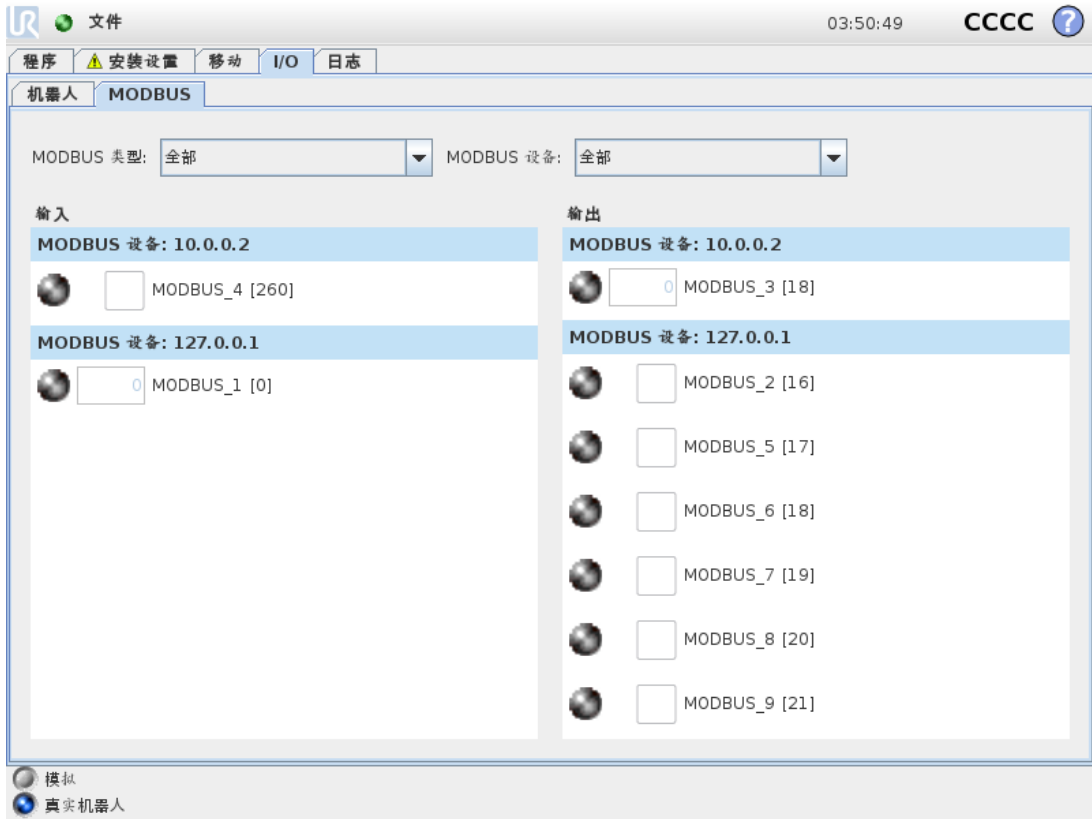 UR 文件 03:50:49 CCCC ?
程序 安装设置 移动 I/O 日志
机器人 MODBUS
MODBUS 类型: 全部 MODBUS 设备: 全部
输入
MODBUS 设备: 10.0.0.2
MODBUS_4 [260]
MODBUS 设备: 127.0.0.1
0 MODBUS_1 [0]
输出
MODBUS 设备: 10.0.0.2
0 MODBUS_3 [18]
MODBUS 设备: 127.0.0.1
MODBUS_2 [16]
MODBUS_5 [17]
MODBUS_6 [18]
MODBUS_7 [19]
MODBUS_8 [20]
MODBUS_9 [21]
模拟
真实机器人